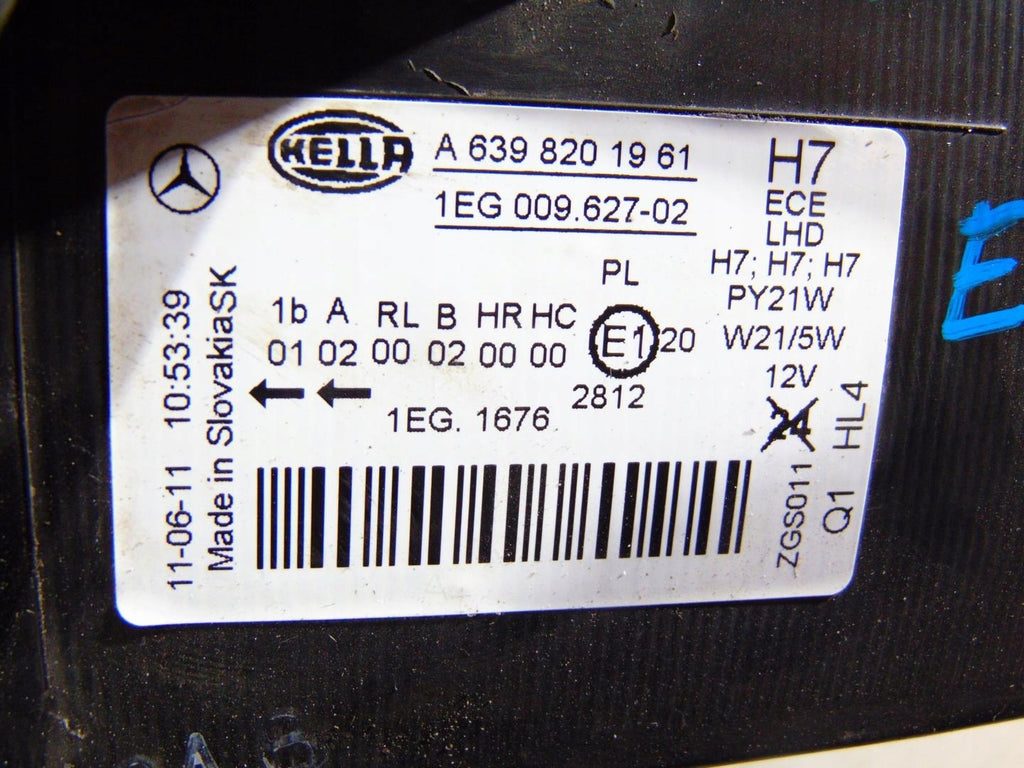 HELLA
A 639 820 19 61
1EG 009.627-02
H7
ECE
LHD
H7; H7; H7
PY21W
W21/5W
12V
24
PL
1b A RL B HR HC
01 02 00 02 00 00
E1 20
2812
1EG. 1676
11-06-11 10:53:39
Made in SlovakiaSK
ZGS011
Q1
HL4
E